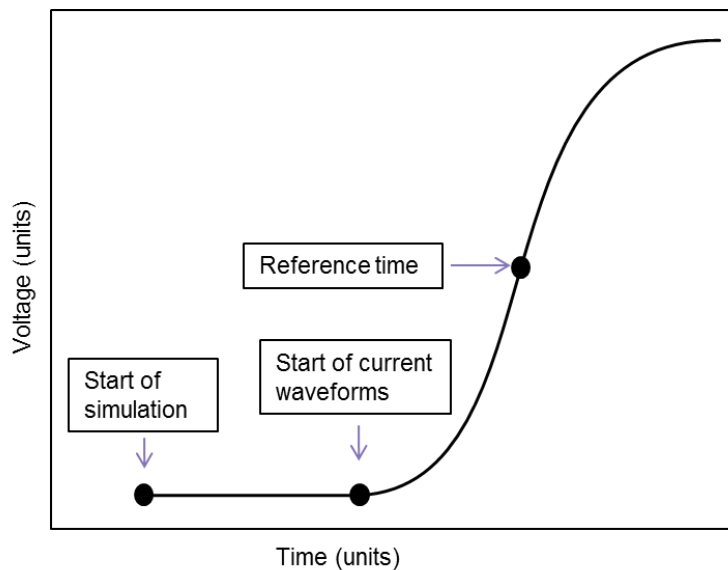 Voltage (units)
Reference time
Start of current
waveforms
Start of
simulation
Time (units)